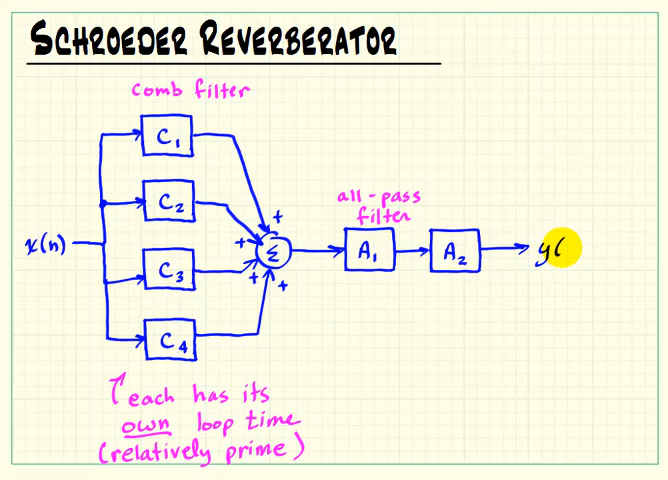 SCHROEDER REVERBERATOR
comb filter
C1
C2
C3
C4
x(n)
+
+
+
+
Σ
all-pass
filter
A1
A2
y(
each has its
own loop time
(relatively prime)